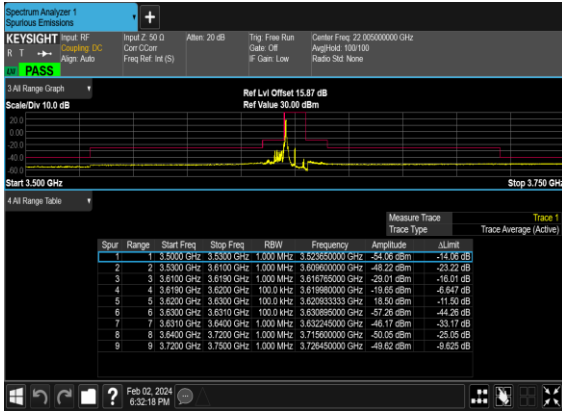 Spectrum Analyzer 1
Spurious Emissions
+
KEYSIGHT Input: RF Input Z: 50 Ω Atten: 20 dB Trig: Free Run Center Freq: 22.005000000 GHz
R T Coupling: DC Corr CCorr Gate: Off Avg|Hold: 100/100
Align: Auto Freq Ref: Int (S) IF Gain: Low Radio Std: None
PASS
3 All Range Graph
Ref Lvl Offset 15.87 dB
Scale/Div 10.0 dB Ref Value 30.00 dBm
20.0
0.00
-20.0
-40.0
-60.0
Start 3.500 GHz Stop 3.750 GHz
4 All Range Table
Measure Trace Trace 1
Trace Type Trace Average (Active)
Spur Range Start Freq Stop Freq RBW Frequency Amplitude ΔLimit
1 1 3.5000 GHz 3.5300 GHz 1.000 MHz 3.523650000 GHz -54.06 dBm -14.06 dB
2 2 3.5300 GHz 3.6100 GHz 1.000 MHz 3.609600000 GHz -48.22 dBm -23.22 dB
3 3 3.6100 GHz 3.6190 GHz 1.000 MHz 3.616765000 GHz -29.01 dBm -16.01 dB
4 4 3.6190 GHz 3.6200 GHz 100.0 kHz 3.619980000 GHz -19.65 dBm -6.647 dB
5 5 3.6200 GHz 3.6300 GHz 100.0 kHz 3.620933333 GHz 18.50 dBm -11.50 dB
6 6 3.6300 GHz 3.6310 GHz 100.0 kHz 3.630895000 GHz -57.26 dBm -44.26 dB
7 7 3.6310 GHz 3.6400 GHz 1.000 MHz 3.632245000 GHz -46.17 dBm -33.17 dB
8 8 3.6400 GHz 3.7200 GHz 1.000 MHz 3.715600000 GHz -50.05 dBm -25.05 dB
9 9 3.7200 GHz 3.7500 GHz 1.000 MHz 3.726450000 GHz -49.62 dBm -9.625 dB
? Feb 02, 2024
6:32:18 PM